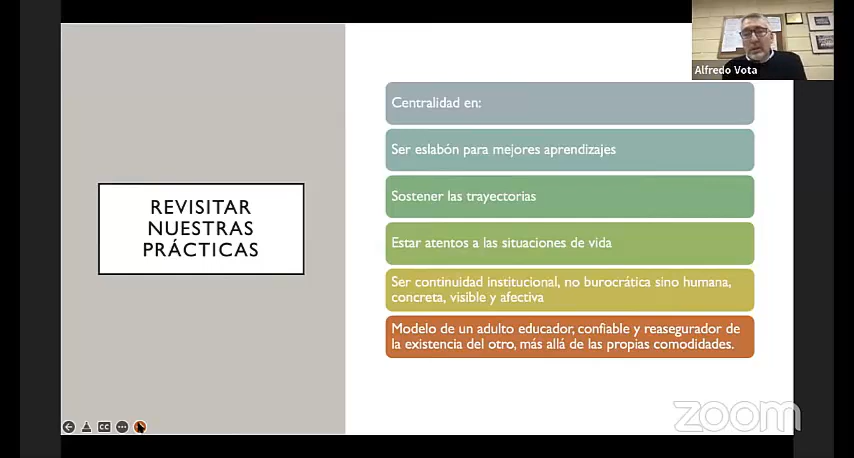 Alfredo Vota
REVISITAR
NUESTRAS
PRÁCTICAS
Centralidad en:
Ser eslabón para mejores aprendizajes
Sostener las trayectorias
Estar atentos a las situaciones de vida
Ser continuidad institucional, no burocrática sino humana,
concreta, visible y afectiva
Modelo de un adulto educador, confiable y reasegurador de
la existencia del otro, más allá de las propias comodidades.
CC
zoom